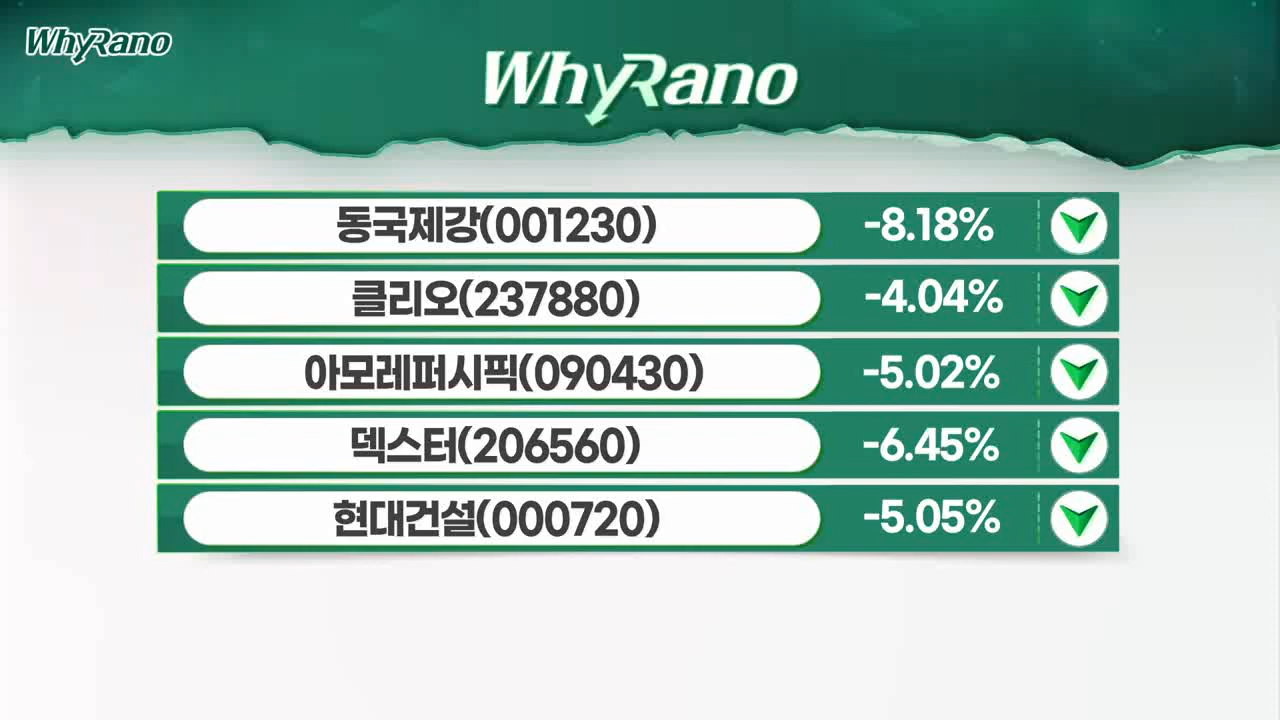 WhyRano
WhyRano
동국제강(001230) -8.18%
클리오(237880) -4.04%
아모레퍼시픽(090430) -5.02%
덱스터(206560) -6.45%
현대건설(000720) -5.05%